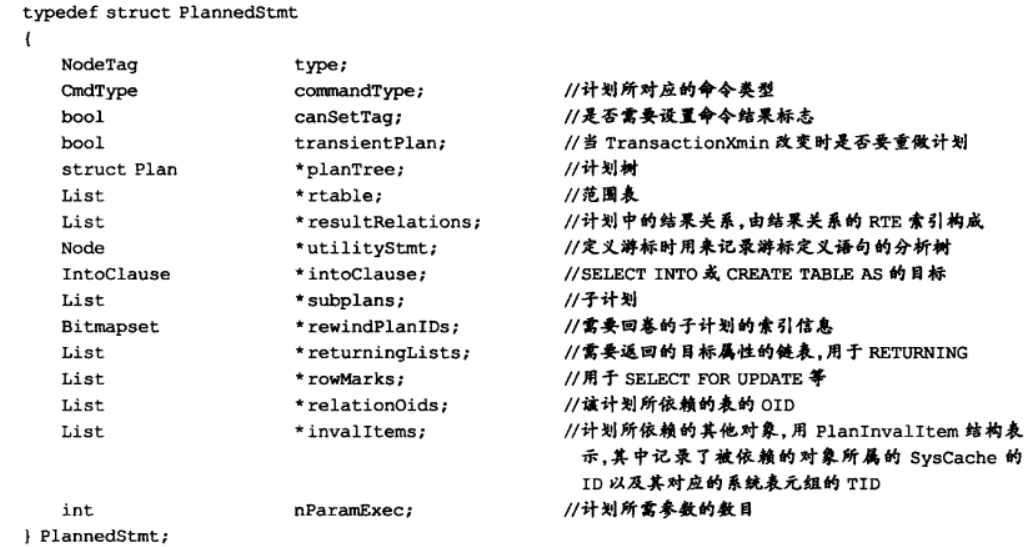 typedef struct PlannedStmt
{
NodeTag type;
CmdType commandType; //计划所对应的命令类型
bool canSetTag; //是否需要设置命令结果标志
bool transientPlan; //当 TransactionXmin 改变时是否要重做计划
struct Plan *planTree; //计划树
List *rtable; //范围表
List *resultRelations; //计划中的结果关系,由结果关系的 RTE 索引构成
Node *utilityStmt; //定义游标时用来记录游标定义语句的分析树
IntoClause *intoClause; //SELECT INTO 或 CREATE TABLE AS 的目标
List *subplans; //子计划
Bitmapset *rewindPlanIDs; //需要回卷的子计划的索引信息
List *returningLists; //需要返回的目标属性的链表,用于 RETURNING
List *rowMarks; //用于 SELECT FOR UPDATE 等
List *relationOids; //该计划所依赖的表的 OID
List *invalItems; //计划所依赖的其他对象,用 PlanInvalItem 结构表
示,其中记录了被依赖的对象所属的 SysCache 的
ID 以及其对应的系统表元组的 TID
int nParamExec; //计划所需参数的数目
} PlannedStmt;